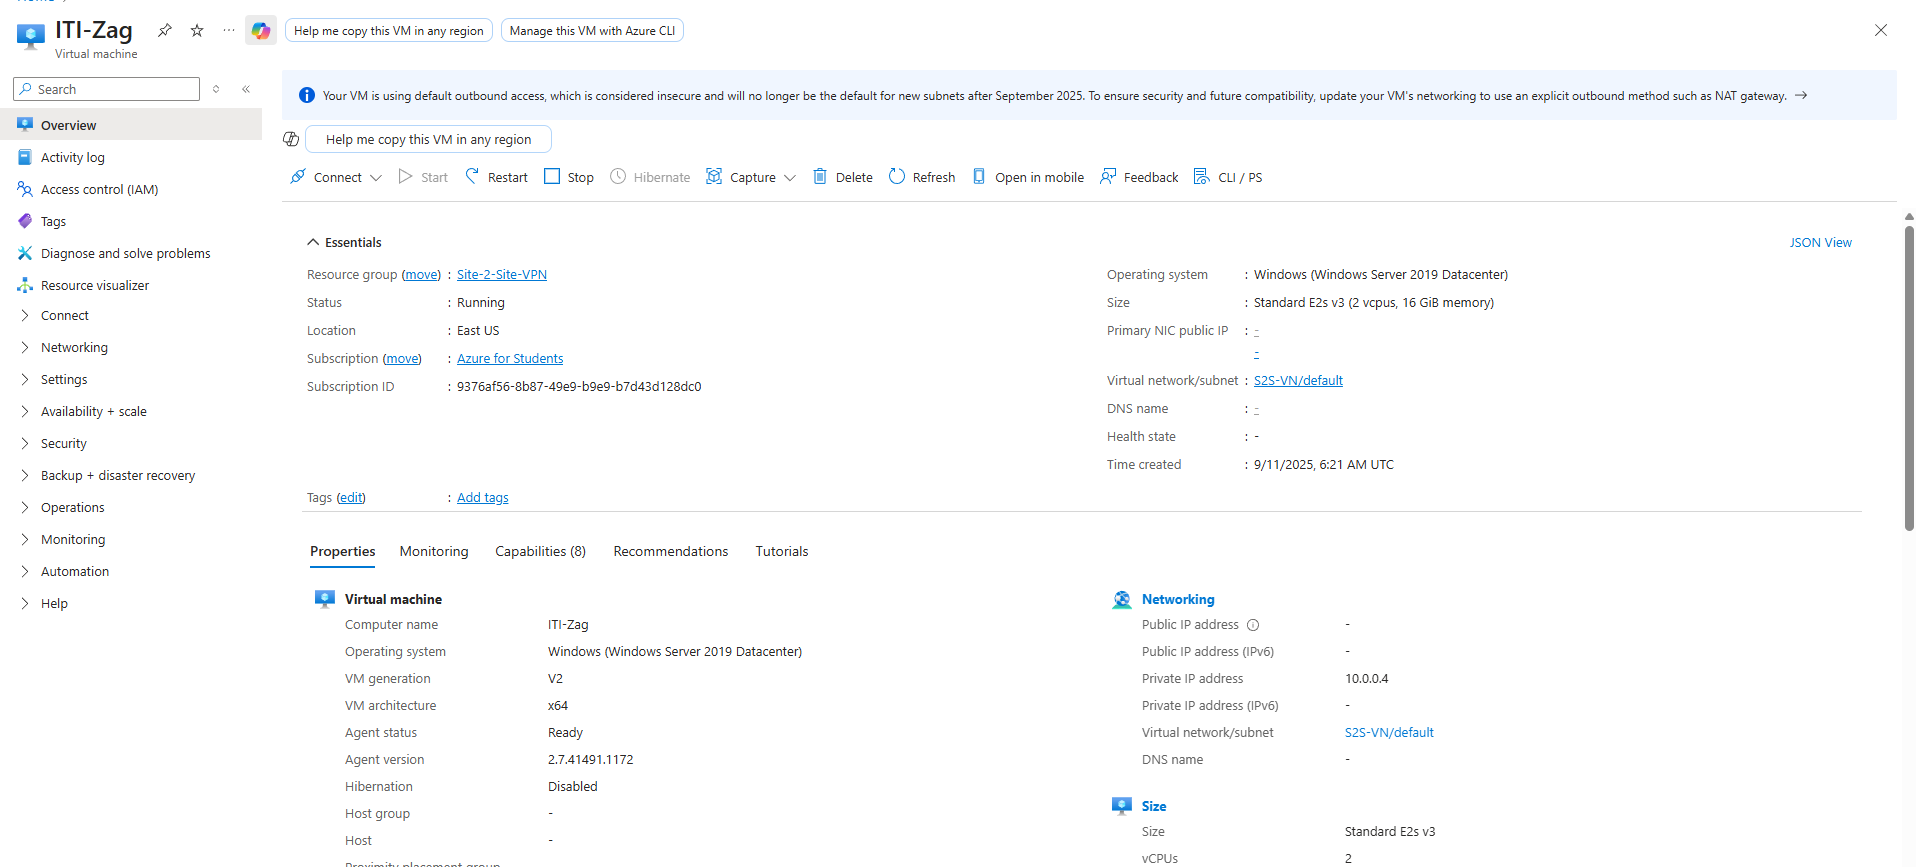 ITI-Zag
Virtual machine
Help me copy this VM in any region
Manage this VM with Azure CLI
Search
Overview
Activity log
Access control (IAM)
Tags
Diagnose and solve problems
Resource visualizer
Connect
Networking
Settings
Availability + scale
Security
Backup + disaster recovery
Operations
Monitoring
Automation
Help
Your VM is using default outbound access, which is considered insecure and will no longer be the default for new subnets after September 2025. To ensure security and future compatibility, update your VM's networking to use an explicit outbound method such as NAT gateway. →
Help me copy this VM in any region
Connect Start Restart Stop Hibernate Capture Delete Refresh Open in mobile Feedback CLI / PS
Essentials
JSON View
Resource group (move) : Site-2-Site-VPN
Status : Running
Location : East US
Subscription (move) : Azure for Students
Subscription ID : 9376af56-8b87-49e9-b9e9-b7d43d128dc0
Operating system : Windows (Windows Server 2019 Datacenter)
Size : Standard E2s v3 (2 vcpus, 16 GiB memory)
Primary NIC public IP : -
-
Virtual network/subnet : S2S-VN/default
DNS name : -
Health state : -
Time created : 9/11/2025, 6:21 AM UTC
Tags (edit) : Add tags
Properties Monitoring Capabilities (8) Recommendations Tutorials
Virtual machine
Computer name ITI-Zag
Operating system Windows (Windows Server 2019 Datacenter)
VM generation V2
VM architecture x64
Agent status Ready
Agent version 2.7.41491.1172
Hibernation Disabled
Host group -
Host -
Proximity placement group
Networking
Public IP address -
Public IP address (IPv6) -
Private IP address 10.0.0.4
Private IP address (IPv6) -
Virtual network/subnet S2S-VN/default
DNS name -
Size
Size Standard E2s v3
vCPUs 2